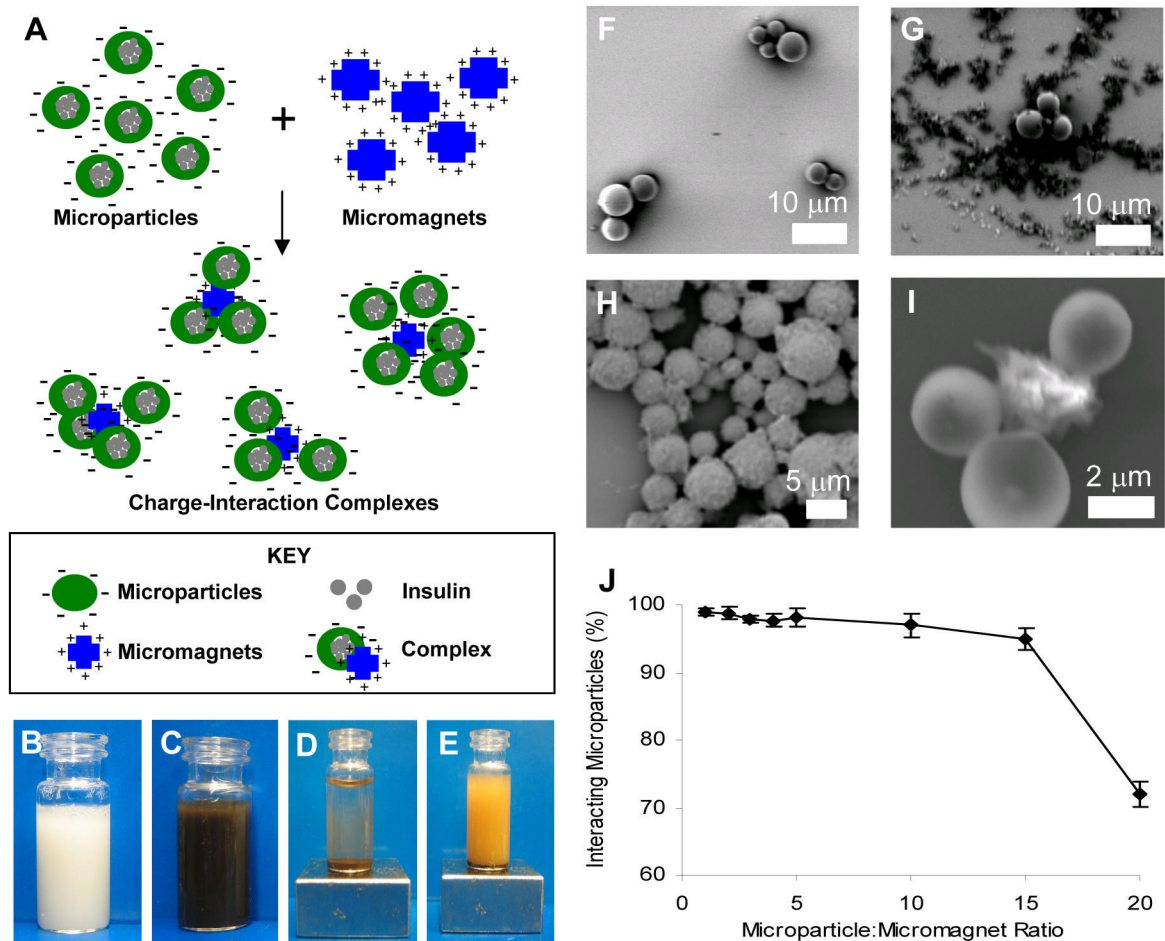 A
+
Microparticles
Micromagnets
Charge-Interaction Complexes
KEY
Microparticles
Insulin
Micromagnets
Complex
B
C
D
E
F
10 μm
G
10 μm
H
5 μm
I
2 μm
J
Interacting Microparticles (%)
100
90
80
70
60
0
5
10
15
20
Microparticle:Micromagnet Ratio